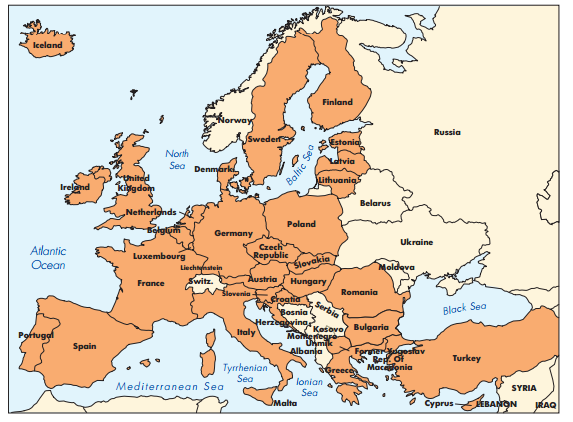 Iceland
Norway
Finland
Sweden
Russia
Estonia
North
Sea
Latvia
Baltic Sea
Denmark
Lithuania
United
Kingdom
Ireland
Belarus
Netherlands
Belgium
Germany
Poland
Ukraine
Atlantic
Ocean
Luxembourg
Czech
Republic
Slovakia
Liechtenstein
Moldova
France
Switz.
Austria
Hungary
Romania
Slovenia
Croatia
Bosnia
Herzegovina
Serbia
Black Sea
Montenegro
Kosovo
Unmik
Bulgaria
Portugal
Spain
Italy
Albania
Former Yugoslav
Rep. Of
Macedonia
Turkey
Tyrrhenian
Sea
Greece
Ionian
Sea
Mediterranean Sea
SYRIA
Malta
Cyprus
LEBANON
IRAQ